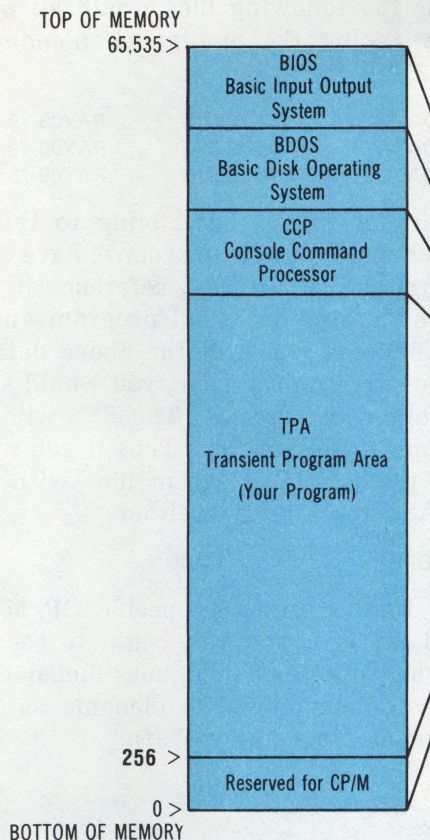 TOP OF MEMORY
65,535 >
BIOS
Basic Input Output
System
BDOS
Basic Disk Operating
System
CCP
Console Command
Processor
TPA
Transient Program Area
(Your Program)
256 >
Reserved for CP/M
0 >
BOTTOM OF MEMORY